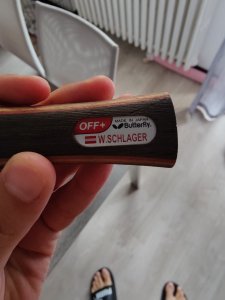 OFF+
MADE IN JAPAN
Butterfly
W.SCHLAGER